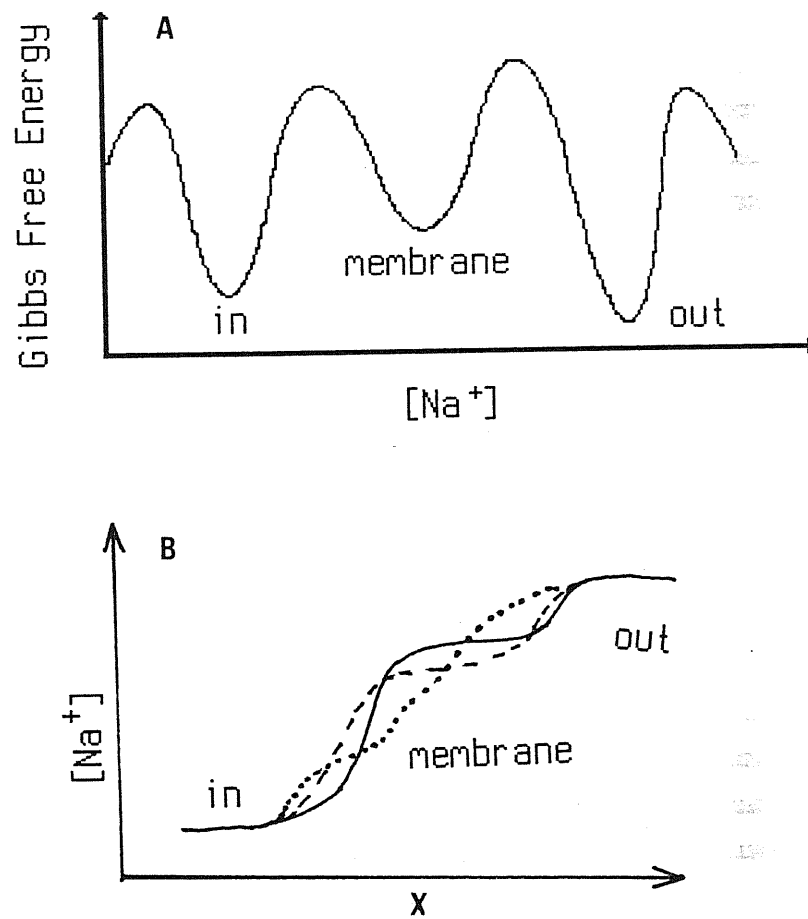 A
Gibbs Free Energy
membrane
in
out
[Na⁺]
B
out
[Na⁺]
membrane
in
X